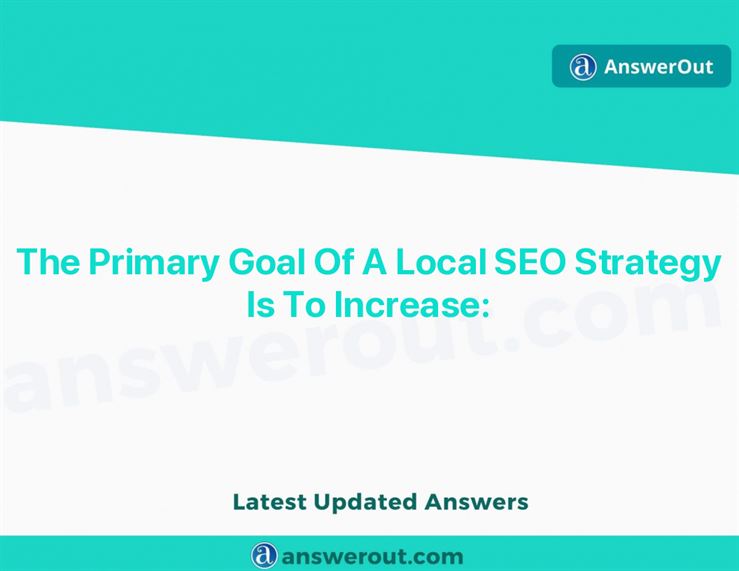 AnswerOut
The Primary Goal Of A Local SEO Strategy
Is To Increase:
answerout.com
Latest Updated Answers
answerout.com